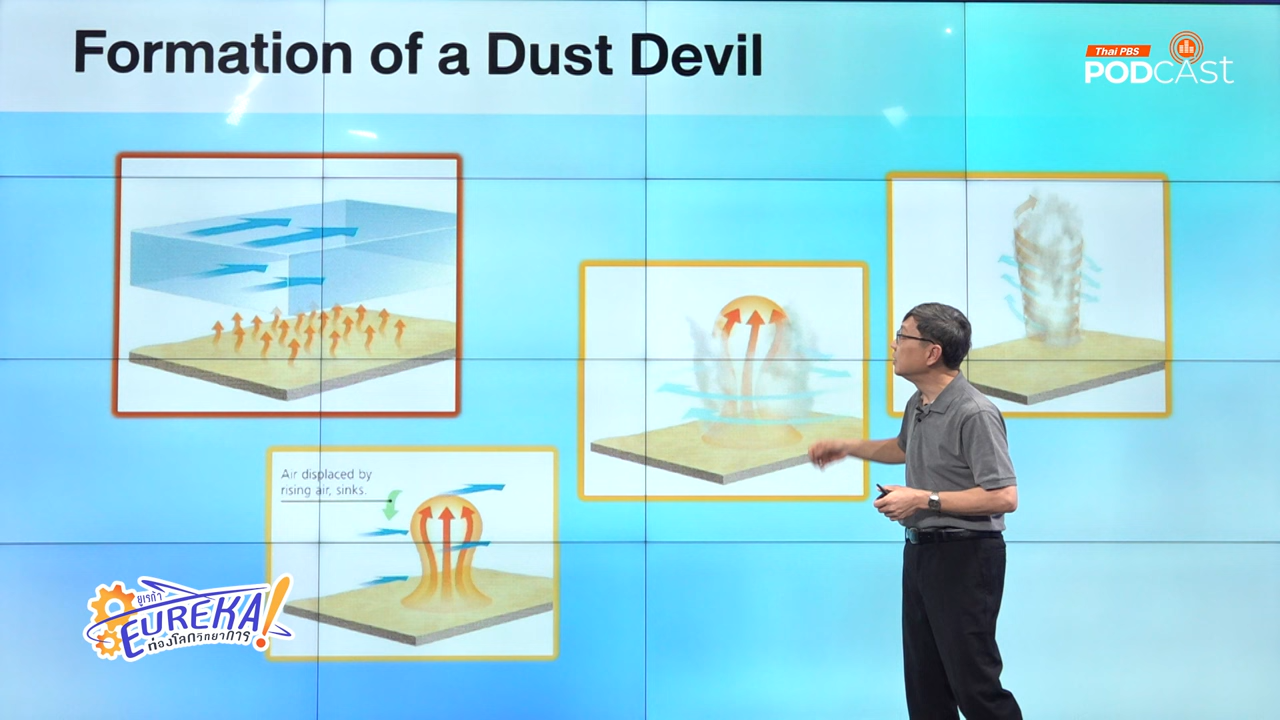 Formation of a Dust Devil
Thai PBS
PODCAst
Air displaced by
rising air, sinks.
ยูเรก้า
EUREKA!
ท่องโลกวิทยาการ